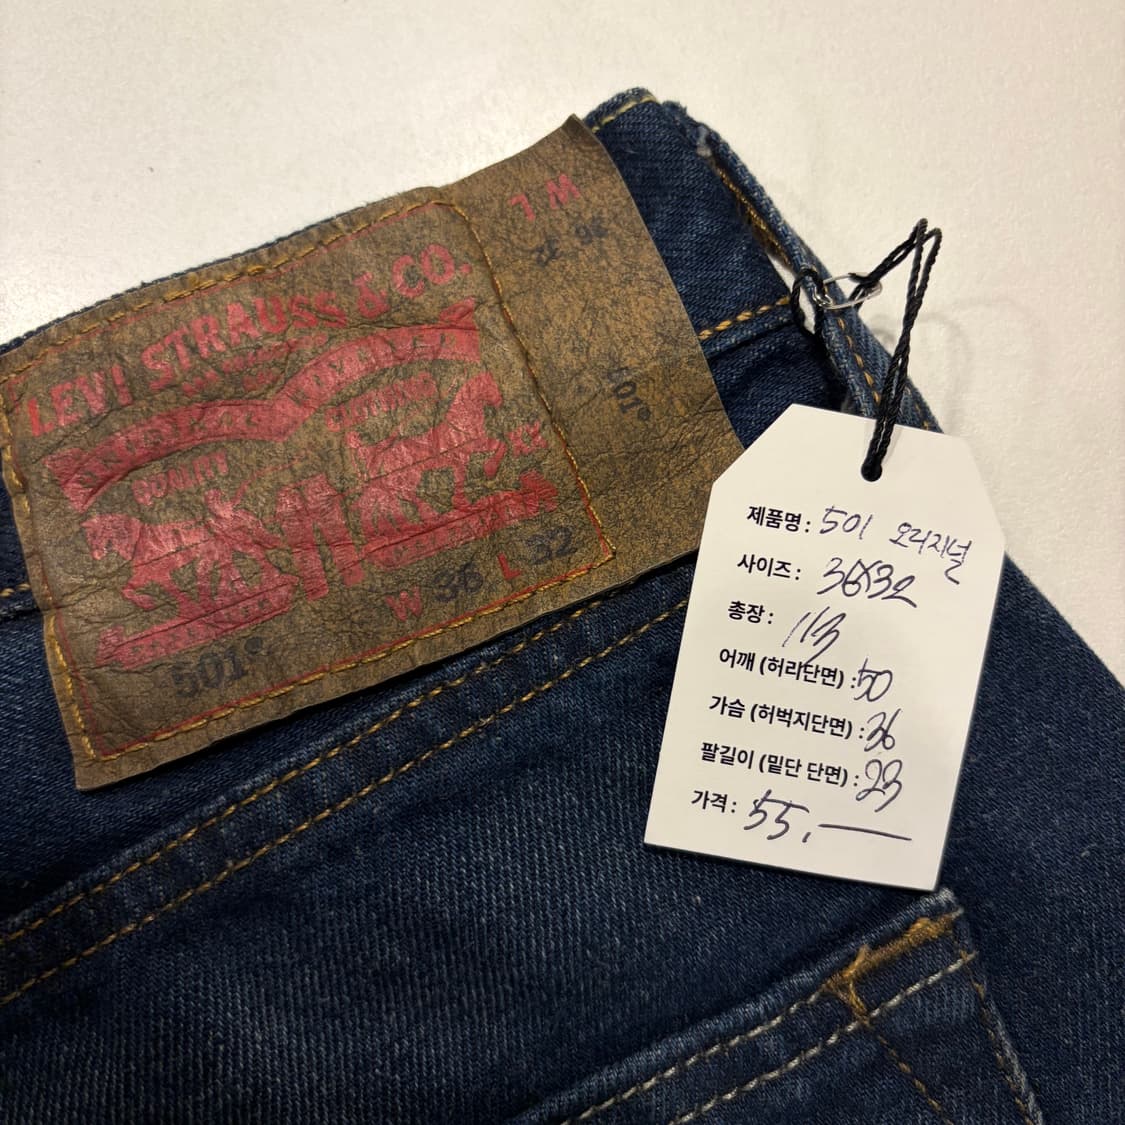 LEVI STRAUSS & CO.
W 36 L 32
501®
W L
36 32
501®
제품명 : 501 오리지널
사이즈 : 36X32
총장 : 113
어깨 (허리단면) : 50
가슴 (허벅지단면) : 36
팔길이 (밑단 단면) : 23
가격 : 55.—